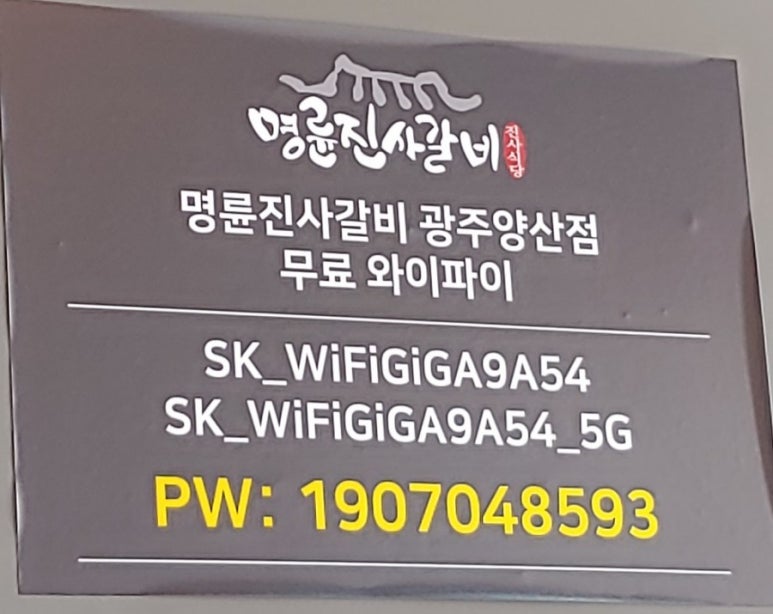 명륜진사갈비 진사식당
명륜진사갈비 광주양산점
무료 와이파이
SK_WiFiGiGA9A54
SK_WiFiGiGA9A54_5G
PW: 1907048593